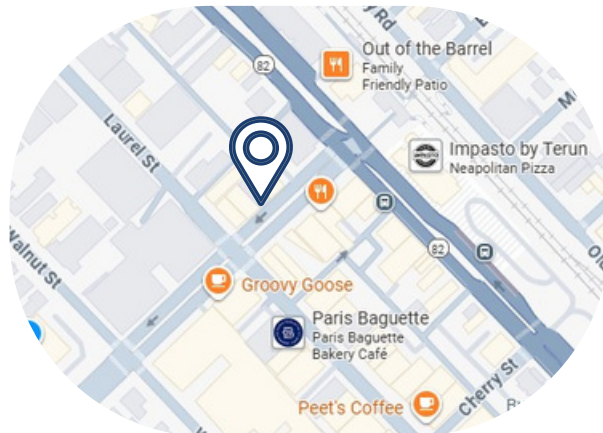 y Rd
Out of the Barrel
Family
Friendly Patio
82
Laurel St
Impasto by Terun
Neapolitan Pizza
Walnut St
82
Groovy Goose
Paris Baguette
Paris Baguette
Bakery Café
Cherry St
Peet's Coffee